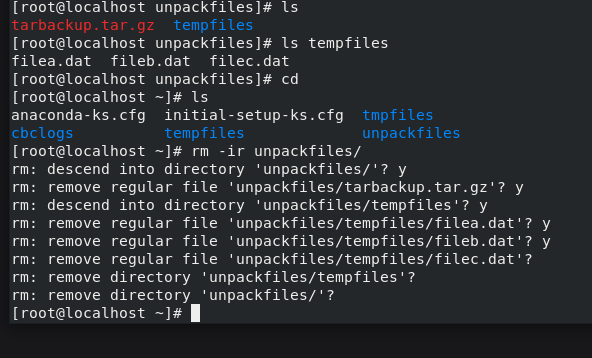 [root@localhost unpackfiles]# ls
tarbackup.tar.gz  tempfiles
[root@localhost unpackfiles]# ls tempfiles
filea.dat  fileb.dat  filec.dat
[root@localhost unpackfiles]# cd
[root@localhost ~]# ls
anaconda-ks.cfg  initial-setup-ks.cfg  tmpfiles
cbclogs          tempfiles             unpackfiles
[root@localhost ~]# rm -ir unpackfiles/
rm: descend into directory 'unpackfiles/'? y
rm: remove regular file 'unpackfiles/tarbackup.tar.gz'? y
rm: descend into directory 'unpackfiles/tempfiles'? y
rm: remove regular file 'unpackfiles/tempfiles/filea.dat'? y
rm: remove regular file 'unpackfiles/tempfiles/fileb.dat'? y
rm: remove regular file 'unpackfiles/tempfiles/filec.dat'?
rm: remove directory 'unpackfiles/tempfiles'?
rm: remove directory 'unpackfiles/'?
[root@localhost ~]#